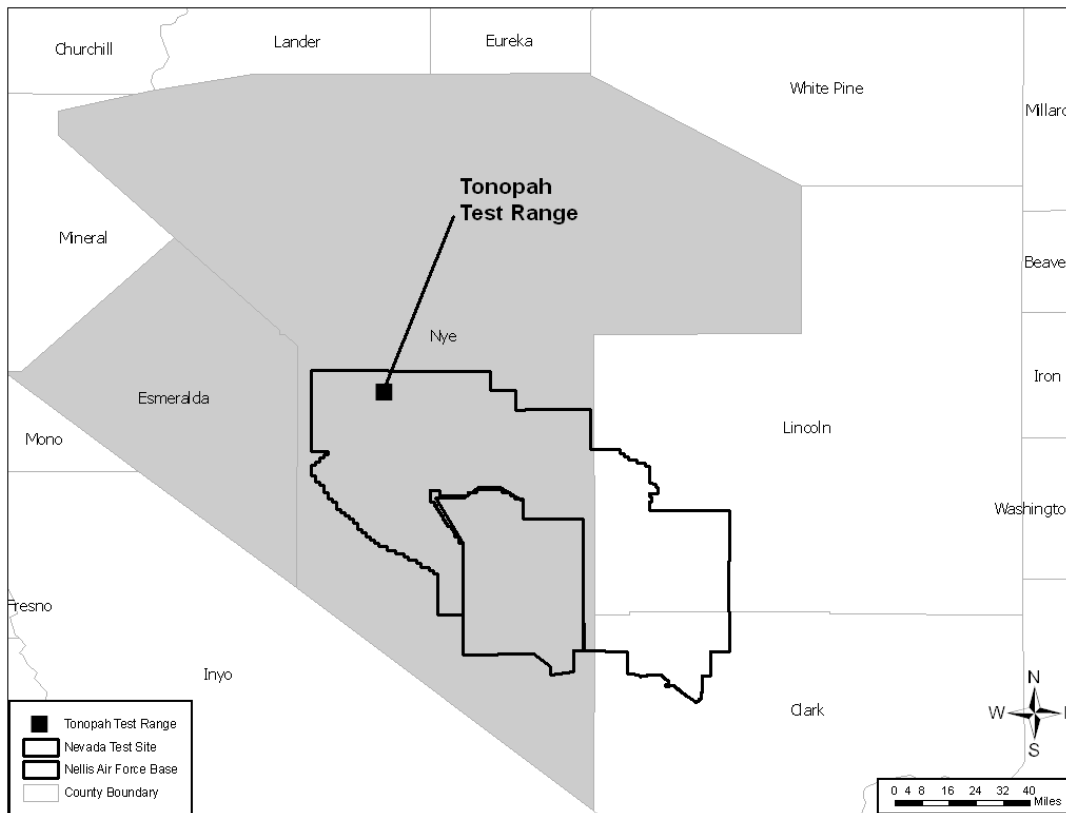 Churchill
Lander
Eureka
White Pine
Millard
Tonopah
Test Range
Mineral
Beave
Nye
Iron
Esmeralda
Lincoln
Mono
Washington
Fresno
Inyo
Clark
N
W
S
Tonopah Test Range
Nevada Test Site
Nellis Air Force Base
County Boundary
0 4 8 16 24 32 40
Miles